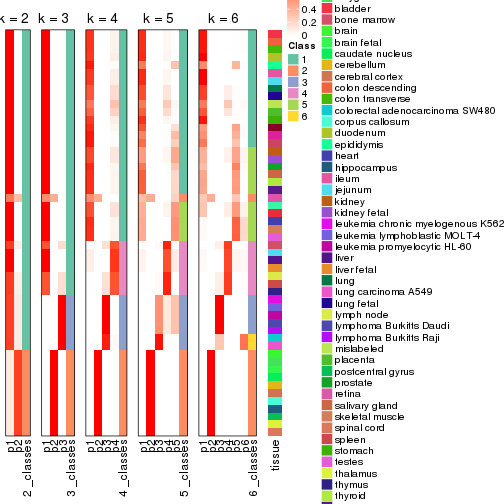 k = 2
k = 3
k = 4
k = 5
k = 6
0.4
0.2
0
Class
1
2
3
4
5
6
bladder
bone marrow
brain
brain fetal
caudate nucleus
cerebellum
cerebral cortex
colon descending
colon transverse
colorectal adenocarcinoma SW480
corpus callosum
duodenum
epididymis
heart
hippocampus
ileum
jejunum
kidney
kidney fetal
leukemia chronic myelogenous K562
leukemia lymphoblastic MOLT-4
leukemia promyelocytic HL-60
liver
liver fetal
lung
lung carcinoma A549
lung fetal
lymph node
lymphoma Burkitts Daudi
lymphoma Burkitts Raji
mislabeled
placenta
postcentral gyrus
prostate
retina
salivary gland
skeletal muscle
spinal cord
spleen
stomach
testes
thalamus
thymus
thyroid
p1
p2
2_classes
p1
p2
p3
3_classes
p1
p2
p3
p4
4_classes
p1
p2
p3
p4
p5
5_classes
p1
p2
p3
p4
p5
p6
6_classes
tissue